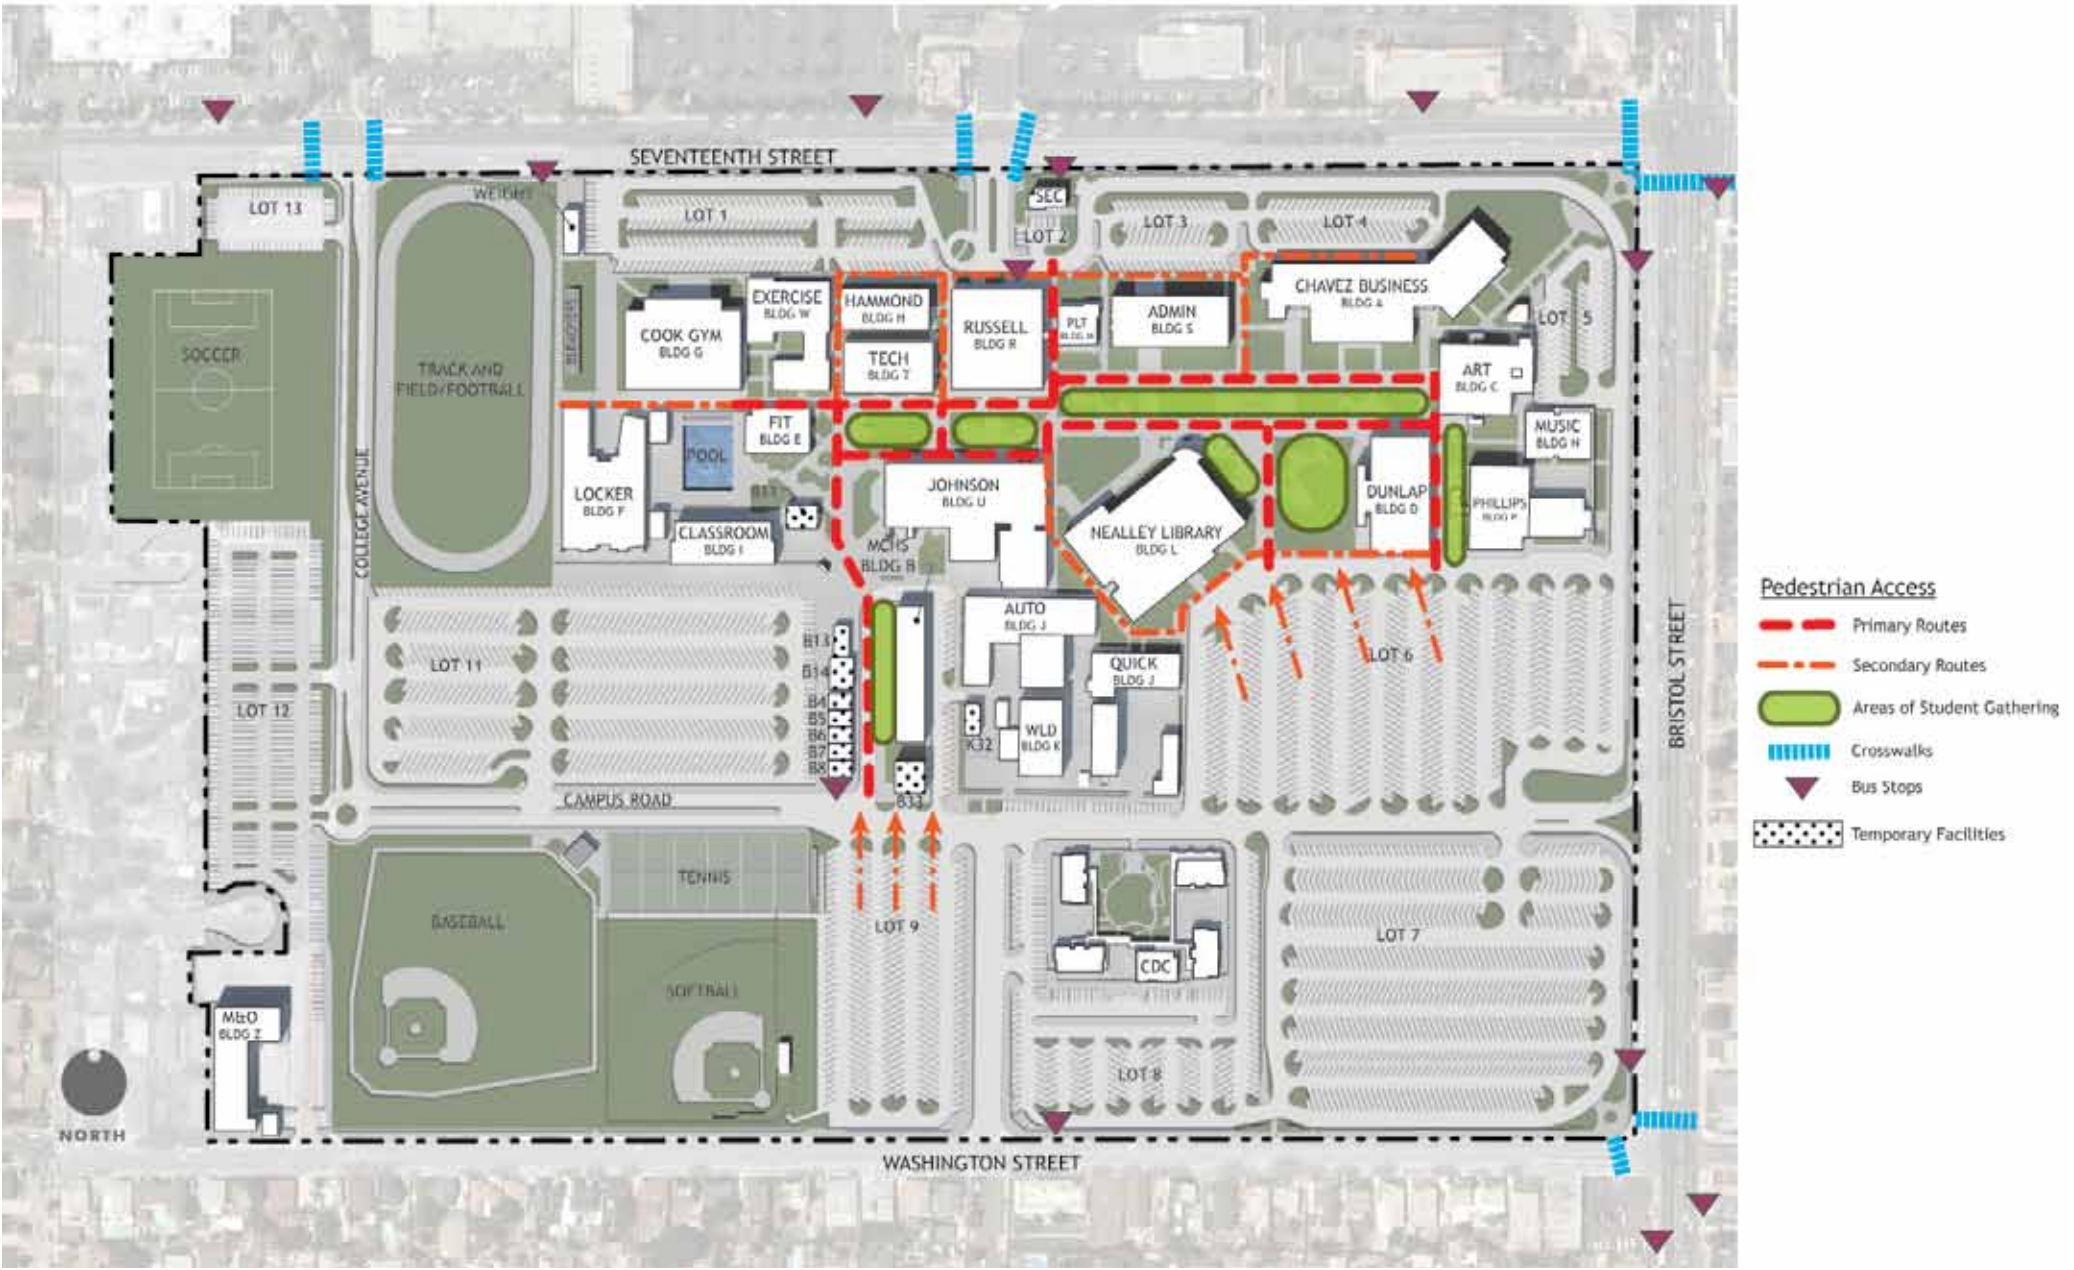 SEVENTEENTH STREET
WEIGHT
LOT 13
LOT 1
SEC
LOT 2
LOT 3
LOT 4
LOT 5
SOCCER
TRACK AND
FIELD/FOOTBALL
BLEACHERS
COOK GYM
BLDG G
EXERCISE
BLDG W
HAMMOND
BLDG H
TECH
BLDG T
RUSSELL
BLDG R
PLT
BLDG M
ADMIN
BLDG S
CHAVEZ BUSINESS
BLDG A
ART
BLDG C
MUSIC
BLDG N
FIT
BLDG E
POOL
LOCKER
BLDG F
B11
CLASSROOM
BLDG I
JOHNSON
BLDG U
MCHS
BLDG B
NEALLEY LIBRARY
BLDG L
DUNLAP
BLDG D
PHILLIPS
BLDG P
COLLEGE AVENUE
AUTO
BLDG J
QUICK
BLDG J
WLD
BLDG K
K32
B13
B14
B4
B5
B6
B7
B8
B33
LOT 11
LOT 12
LOT 6
BRISTOL STREET
CAMPUS ROAD
TENNIS
BASEBALL
SOFTBALL
LOT 9
CDC
LOT 7
LOT 8
M&O
BLDG Z
NORTH
WASHINGTON STREET
Pedestrian Access
Primary Routes
Secondary Routes
Areas of Student Gathering
Crosswalks
Bus Stops
Temporary Facilities